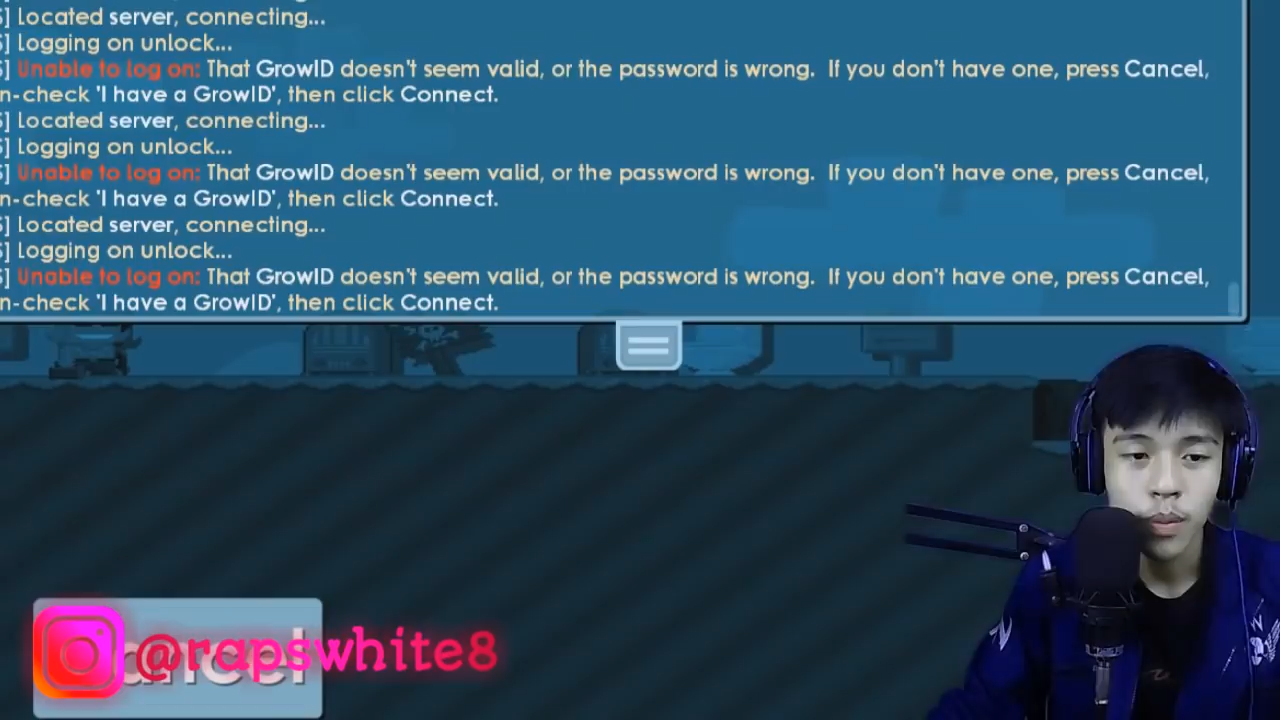 S] Located server, connecting...
S] Logging on unlock...
S] Unable to log on: That GrowID doesn't seem valid, or the password is wrong.  If you don't have one, press Cancel,
n-check 'I have a GrowID', then click Connect.
S] Located server, connecting...
S] Logging on unlock...
S] Unable to log on: That GrowID doesn't seem valid, or the password is wrong.  If you don't have one, press Cancel,
n-check 'I have a GrowID', then click Connect.
S] Located server, connecting...
S] Logging on unlock...
S] Unable to log on: That GrowID doesn't seem valid, or the password is wrong.  If you don't have one, press Cancel,
n-check 'I have a GrowID', then click Connect.
@rapswhite8